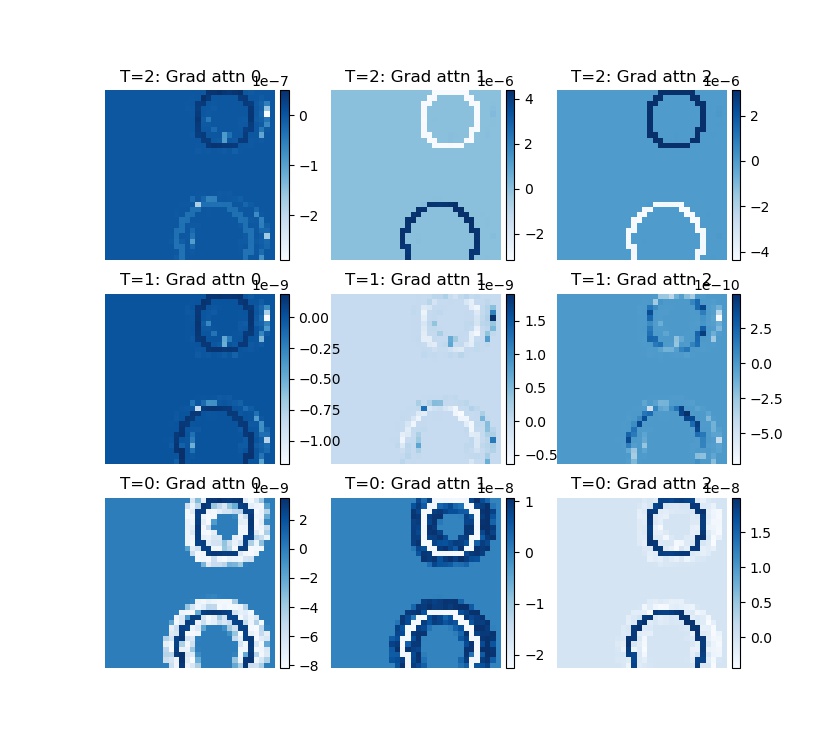 T=2: Grad attn 0
1e−7
0
−1
−2
T=2: Grad attn 1
1e−6
4
2
0
−2
T=2: Grad attn 2
1e−6
2
0
−2
−4
T=1: Grad attn 0
1e−9
0.00
−0.25
−0.50
−0.75
−1.00
T=1: Grad attn 1
1e−9
1.5
1.0
0.5
0.0
−0.5
T=1: Grad attn 2
1e−10
2.5
0.0
−2.5
−5.0
T=0: Grad attn 0
1e−9
2
0
−2
−4
−6
−8
T=0: Grad attn 1
1e−8
1
0
−1
−2
T=0: Grad attn 2
1e−8
1.5
1.0
0.5
0.0